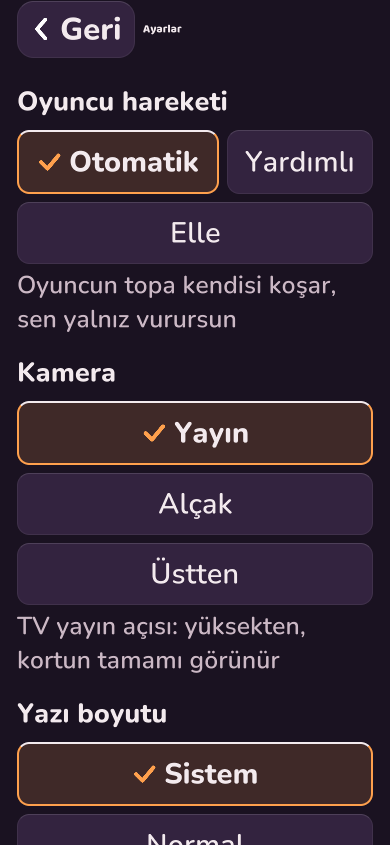 Geri
Ayarlar
Oyuncu hareketi
Otomatik
Yardımlı
Elle
Oyuncun topa kendisi koşar,
sen yalnız vurursun
Kamera
Yayın
Alçak
Üstten
TV yayın açısı: yüksekten,
kortun tamamı görünür
Yazı boyutu
Sistem
Normal